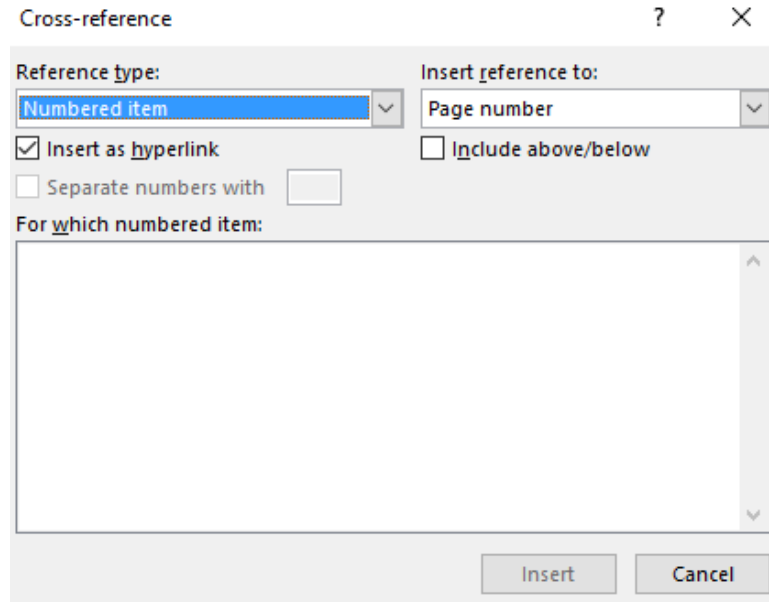 Cross-reference ?
Reference type: Insert reference to:
Numbered item Page number
Insert as hyperlink Include above/below
Separate numbers with
For which numbered item:
Insert Cancel